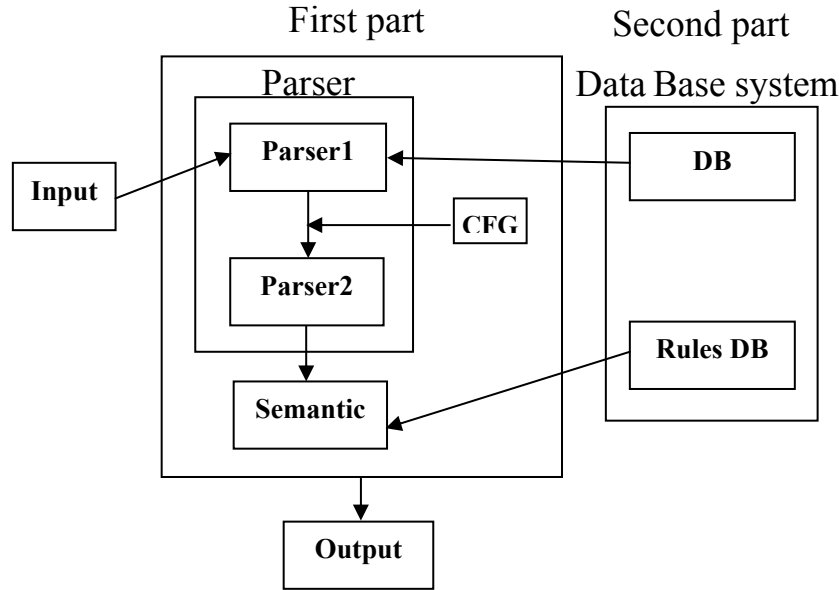 First part
Second part
Parser
Data Base system
Parser1
DB
Input
CFG
Parser2
Rules DB
Semantic
Output